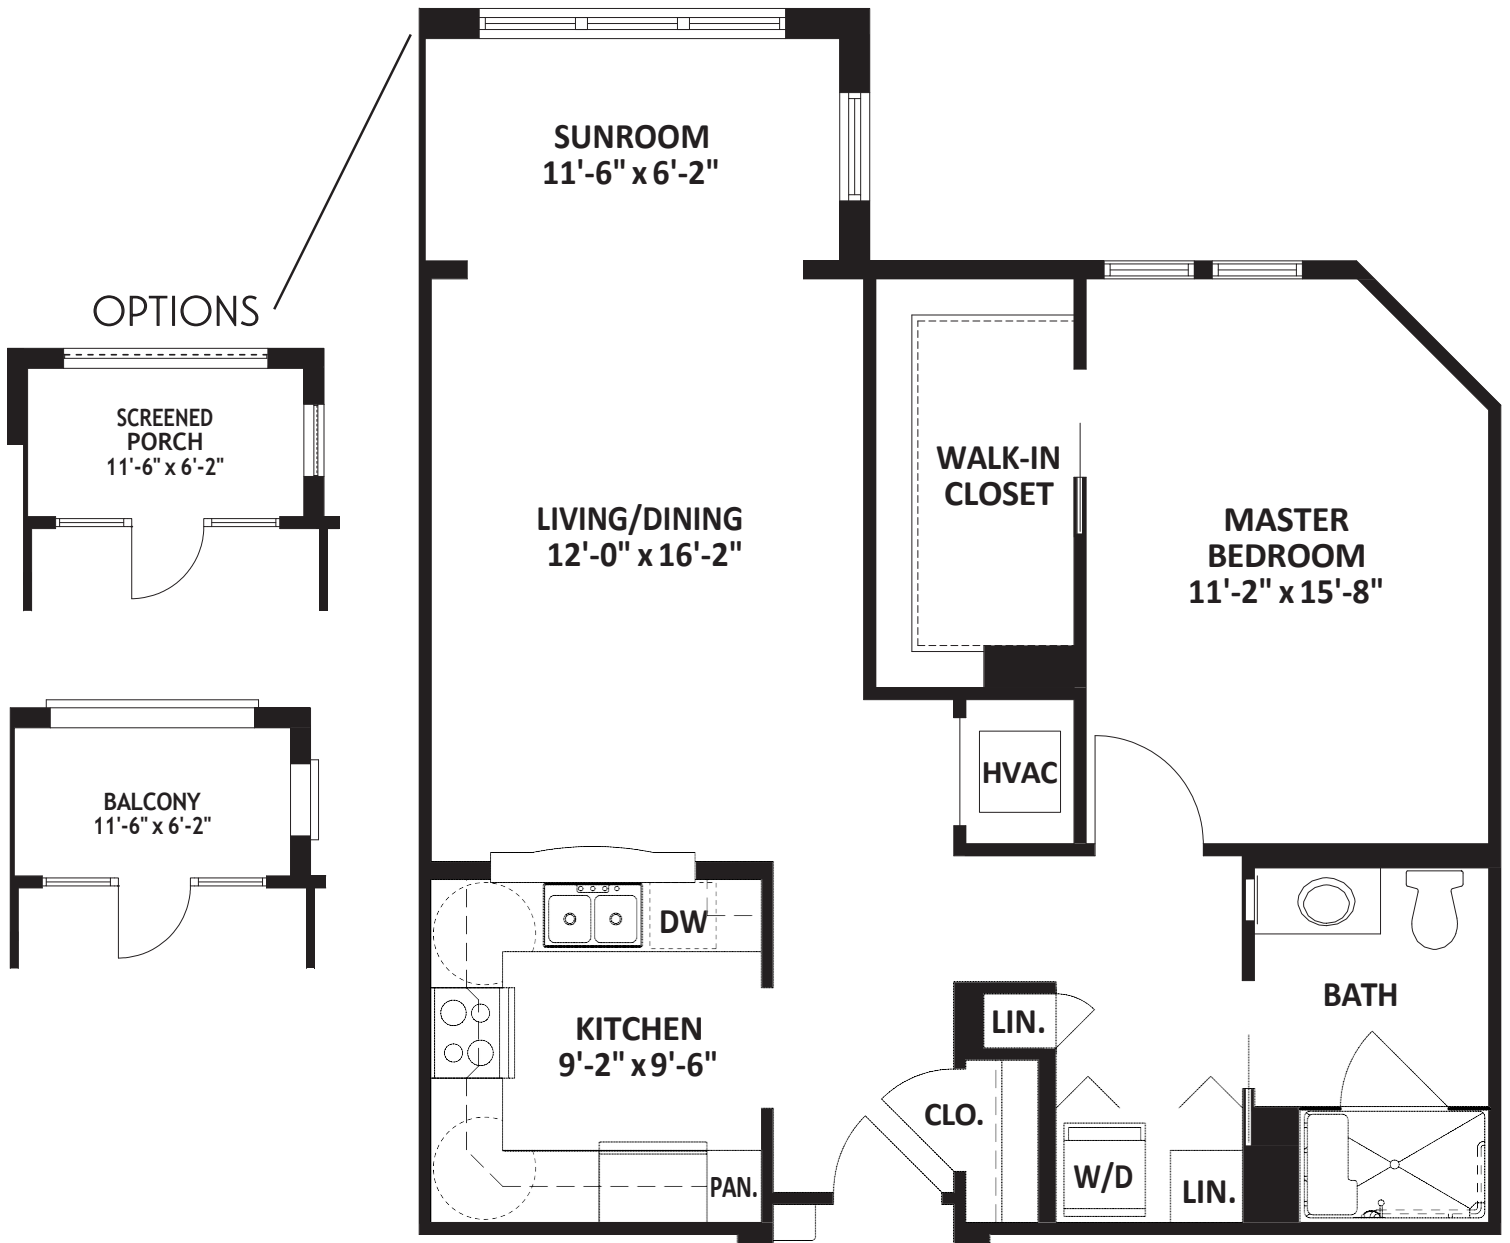 SUNROOM
11'-6" x 6'-2"
OPTIONS
SCREENED
PORCH
11'-6" x 6'-2"
WALK-IN
CLOSET
LIVING/DINING
12'-0" x 16'-2"
MASTER
BEDROOM
11'-2" x 15'-8"
HVAC
BALCONY
11'-6" x 6'-2"
DW
KITCHEN
9'-2" x 9'-6"
BATH
LIN.
CLO.
W/D
LIN.
PAN.